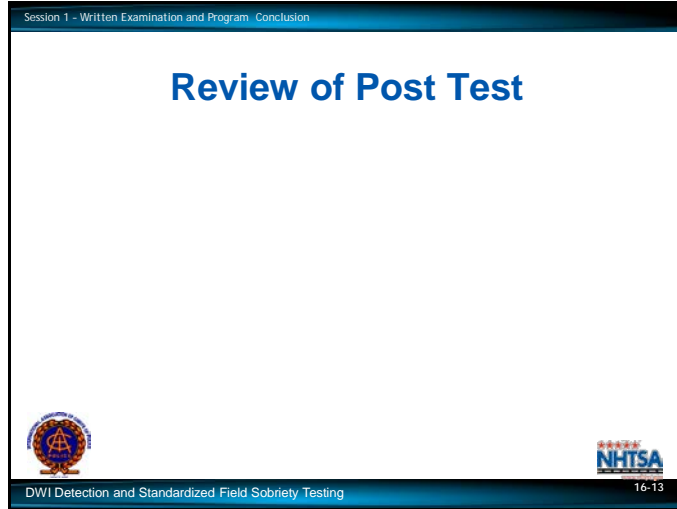 Session 1 - Written Examination and Program Conclusion
Review of Post Test
NHTSA
DWI Detection and Standardized Field Sobriety Testing
16-13